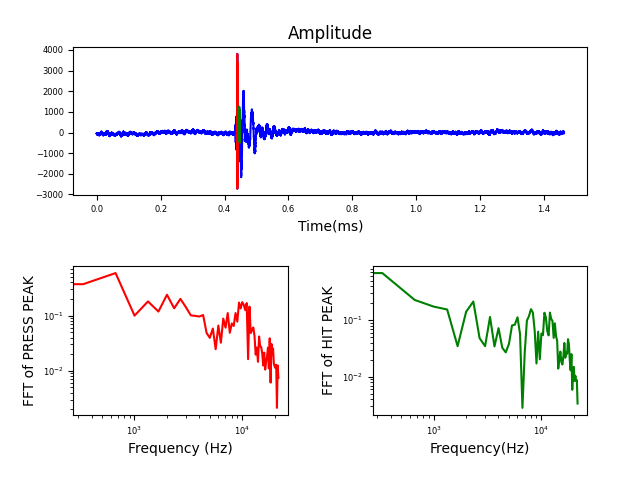 Amplitude
4000
3000
2000
1000
0
−1000
−2000
−3000
0.0 0.2 0.4 0.6 0.8 1.0 1.2 1.4
Time(ms)
FFT of PRESS PEAK
10⁻¹
10⁻²
10³ 10⁴
Frequency (Hz)
FFT of HIT PEAK
10⁻¹
10⁻²
10³ 10⁴
Frequency(Hz)